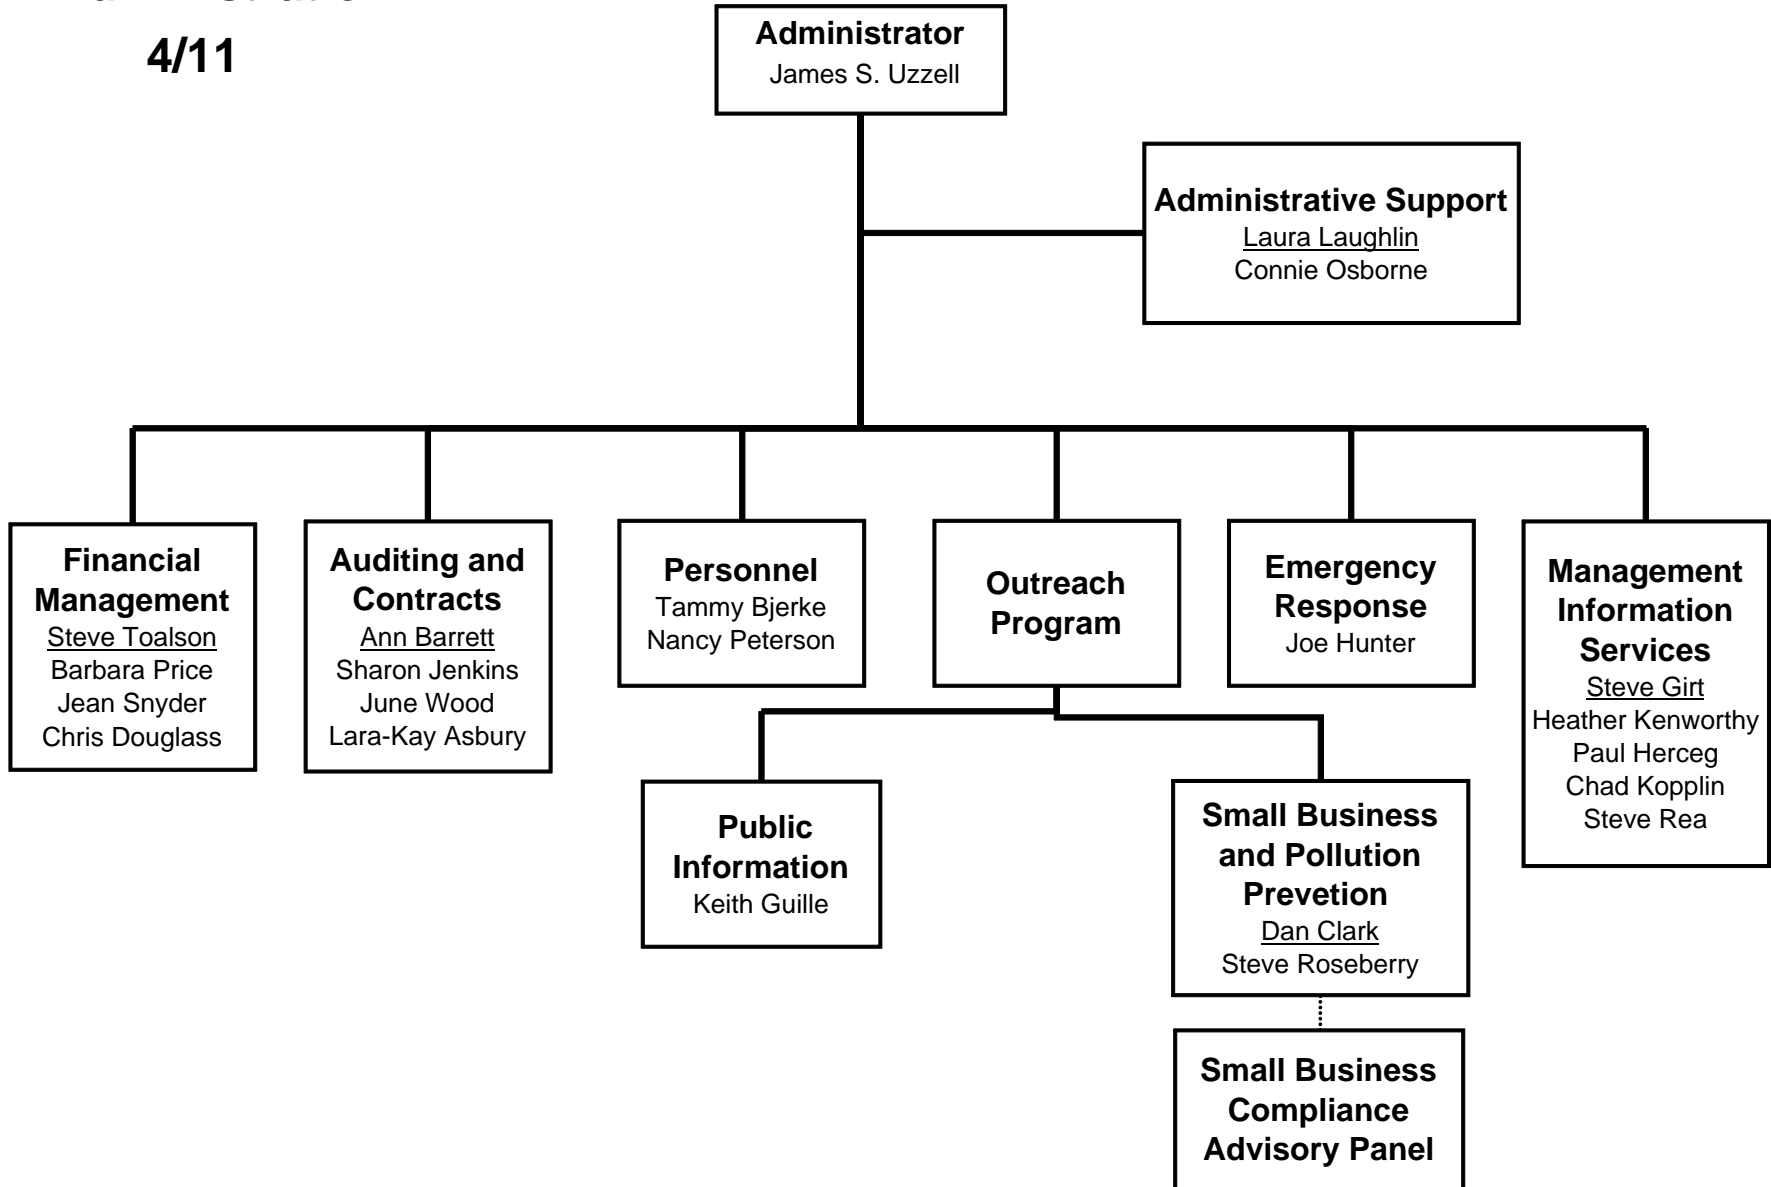 4/11
Administrator
James S. Uzzell
Administrative Support
Laura Laughlin
Connie Osborne
Financial
Management
Steve Toalson
Barbara Price
Jean Snyder
Chris Douglass
Auditing and
Contracts
Ann Barrett
Sharon Jenkins
June Wood
Lara-Kay Asbury
Personnel
Tammy Bjerke
Nancy Peterson
Outreach
Program
Emergency
Response
Joe Hunter
Management
Information
Services
Steve Girt
Heather Kenworthy
Paul Herceg
Chad Kopplin
Steve Rea
Public
Information
Keith Guille
Small Business
and Pollution
Prevetion
Dan Clark
Steve Roseberry
Small Business
Compliance
Advisory Panel